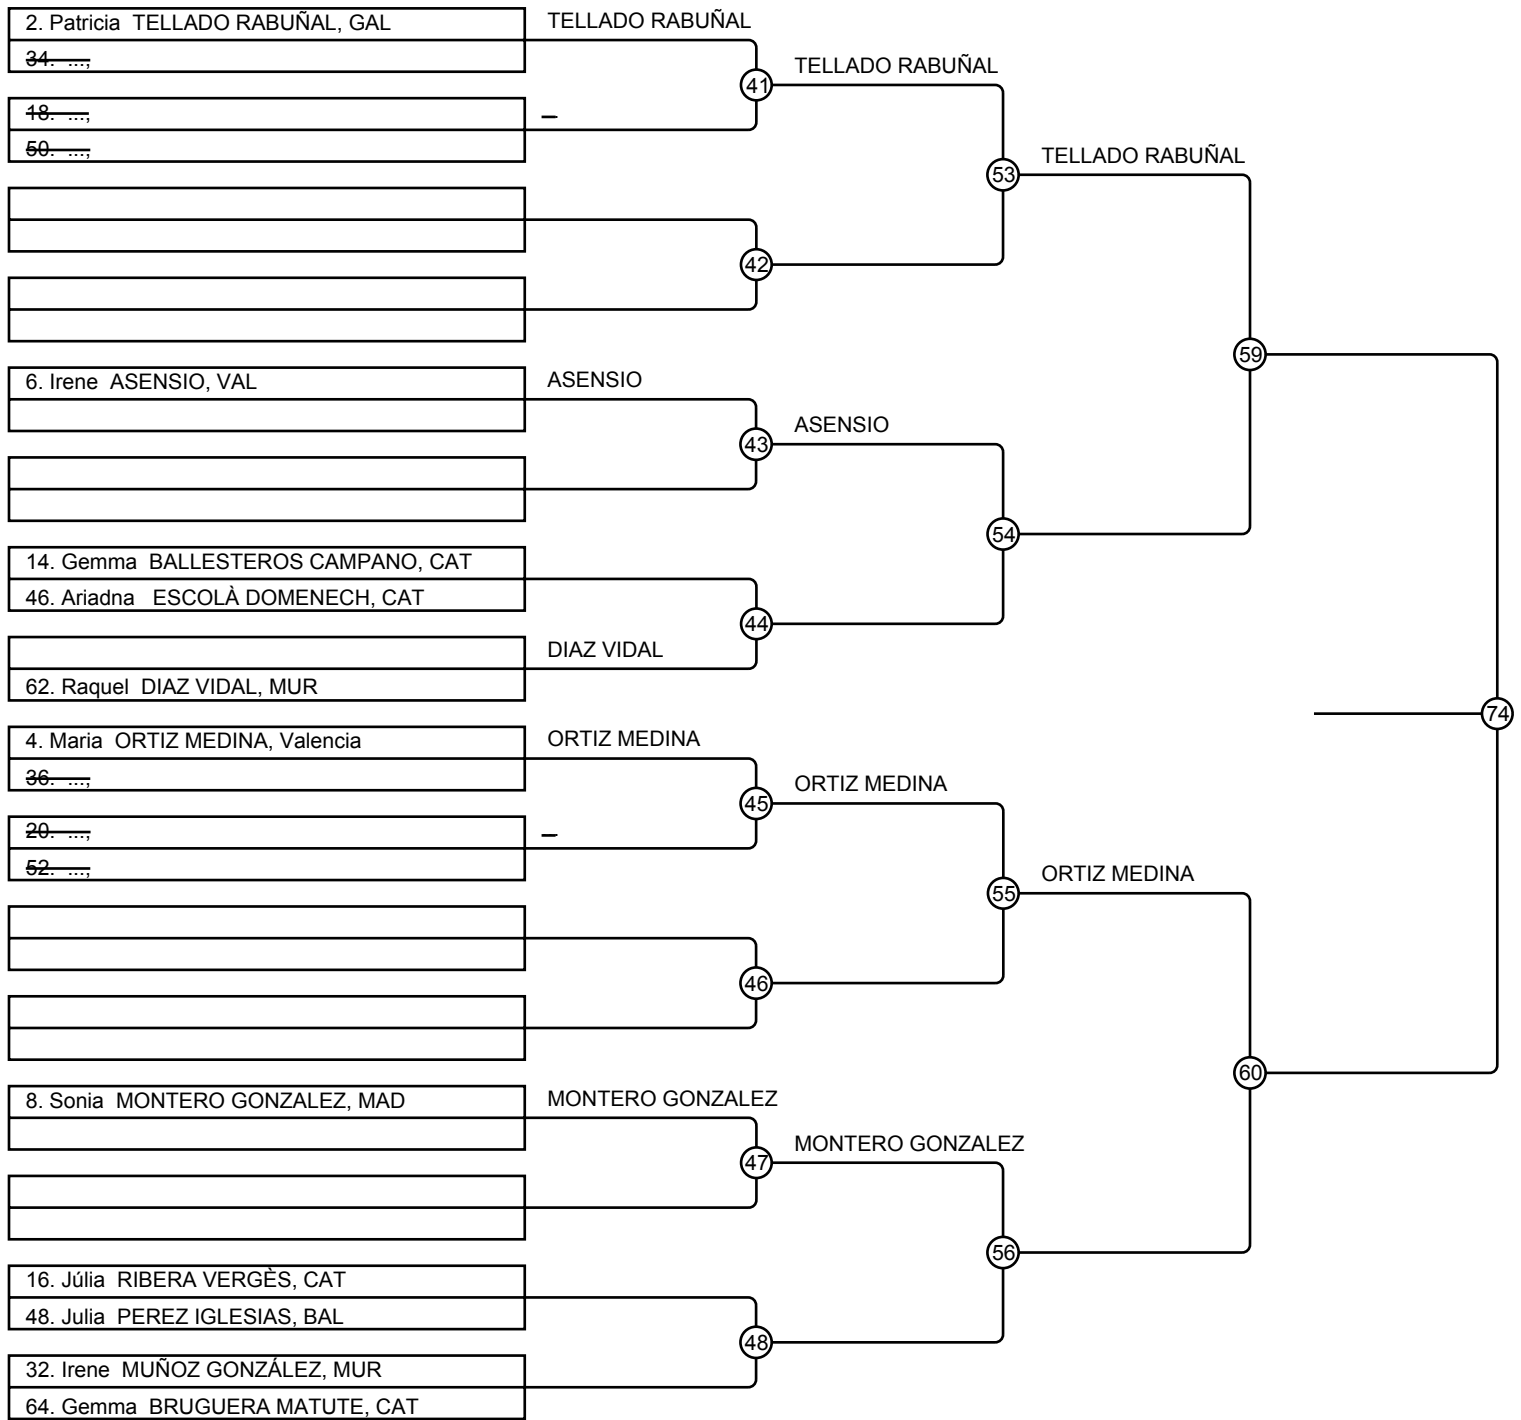 2. Patricia TELLADO RABUÑAL, GAL
TELLADO RABUÑAL
34. ...,
41
TELLADO RABUÑAL
18. ...,
–
50. ...,
53
TELLADO RABUÑAL
42
59
6. Irene ASENSIO, VAL
ASENSIO
43
ASENSIO
54
14. Gemma BALLESTEROS CAMPANO, CAT
46. Ariadna ESCOLÀ DOMENECH, CAT
44
DIAZ VIDAL
62. Raquel DIAZ VIDAL, MUR
74
4. Maria ORTIZ MEDINA, Valencia
ORTIZ MEDINA
36. ...,
45
ORTIZ MEDINA
20. ...,
–
52. ...,
55
ORTIZ MEDINA
46
60
8. Sonia MONTERO GONZALEZ, MAD
MONTERO GONZALEZ
47
MONTERO GONZALEZ
56
16. Júlia RIBERA VERGÈS, CAT
48. Julia PEREZ IGLESIAS, BAL
48
32. Irene MUÑOZ GONZÁLEZ, MUR
64. Gemma BRUGUERA MATUTE, CAT